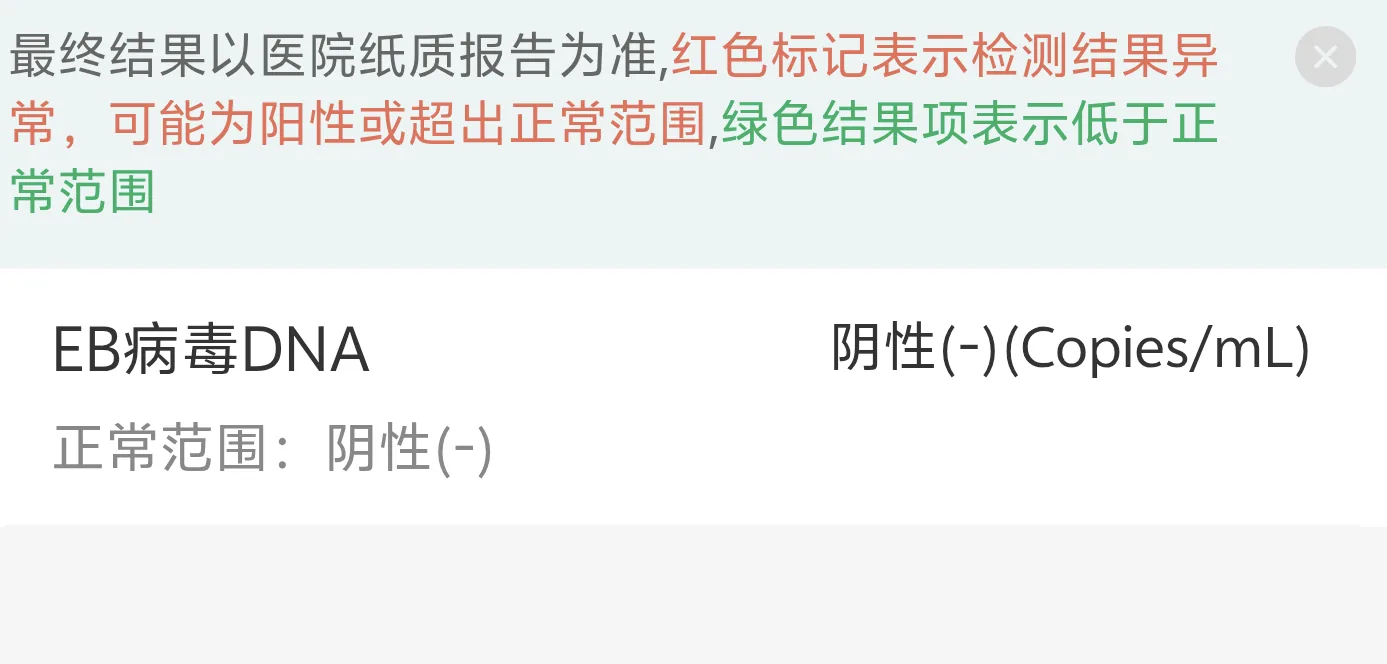 最终结果以医院纸质报告为准,红色标记表示检测结果异
常，可能为阳性或超出正常范围,绿色结果项表示低于正
常范围
EB病毒DNA 阴性(-)(Copies/mL)
正常范围：阴性(-)